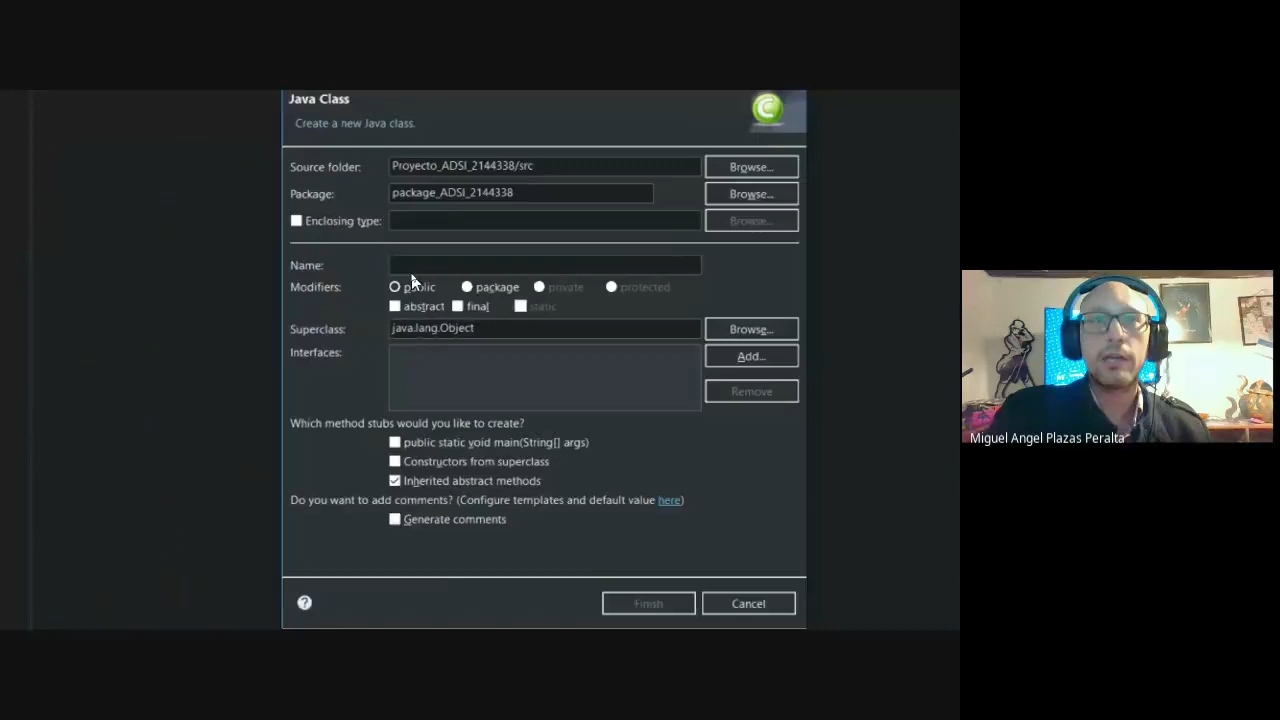 Java Class
Create a new Java class.
Source folder: Proyecto_ADSI_2144338/src Browse...
Package: package_ADSI_2144338 Browse...
Enclosing type: Browse...
Name:
Modifiers: public package private protected
abstract final static
Superclass: java.lang.Object Browse...
Interfaces: Add...
Remove
Which method stubs would you like to create?
public static void main(String[] args)
Constructors from superclass
Inherited abstract methods
Do you want to add comments? (Configure templates and default value here)
Generate comments
Finish Cancel
Miguel Angel Plazas Peralta